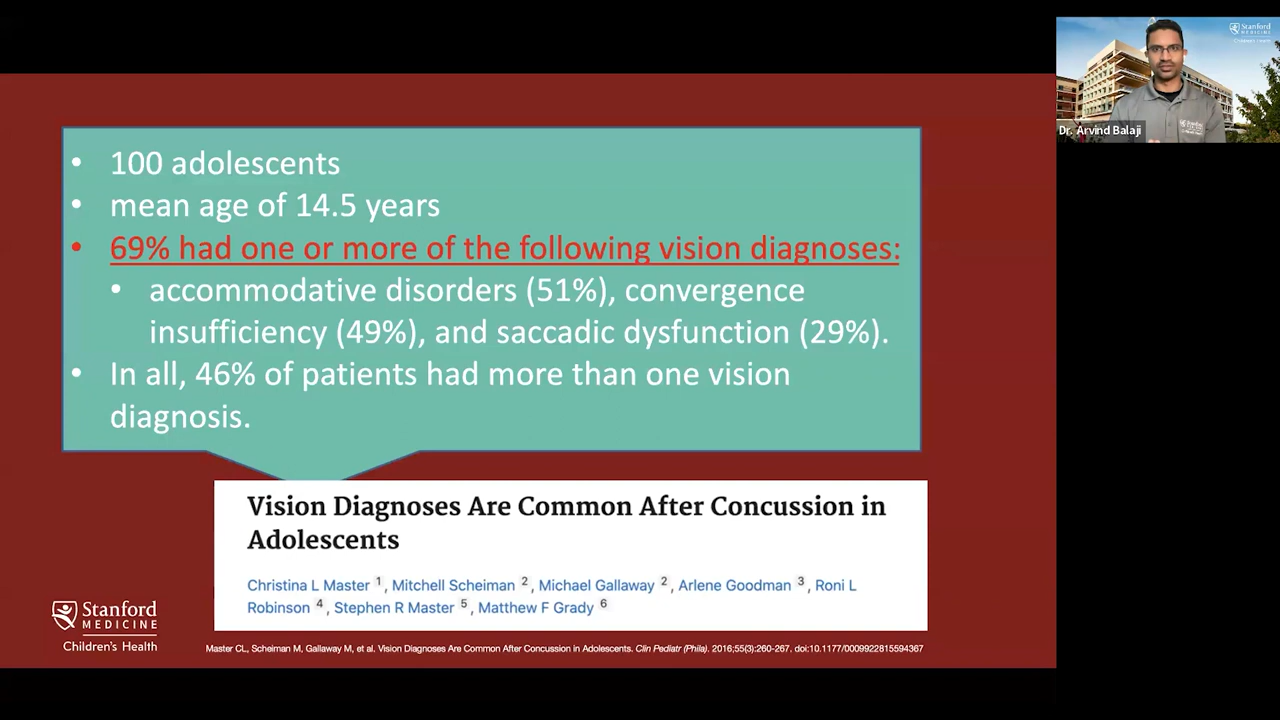 Stanford
MEDICINE
Children's Health
Dr. Arvind Balaji
• 100 adolescents
• mean age of 14.5 years
• 69% had one or more of the following vision diagnoses:
• accommodative disorders (51%), convergence
insufficiency (49%), and saccadic dysfunction (29%).
• In all, 46% of patients had more than one vision
diagnosis.
Vision Diagnoses Are Common After Concussion in
Adolescents
Christina L Master 1, Mitchell Scheiman 2, Michael Gallaway 2, Arlene Goodman 3, Roni L
Robinson 4, Stephen R Master 5, Matthew F Grady 6
Stanford
MEDICINE
Children's Health
Master CL, Scheiman M, Gallaway M, et al. Vision Diagnoses Are Common After Concussion in Adolescents. Clin Pediatr (Phila). 2016;55(3):260-267. doi:10.1177/0009922815594367